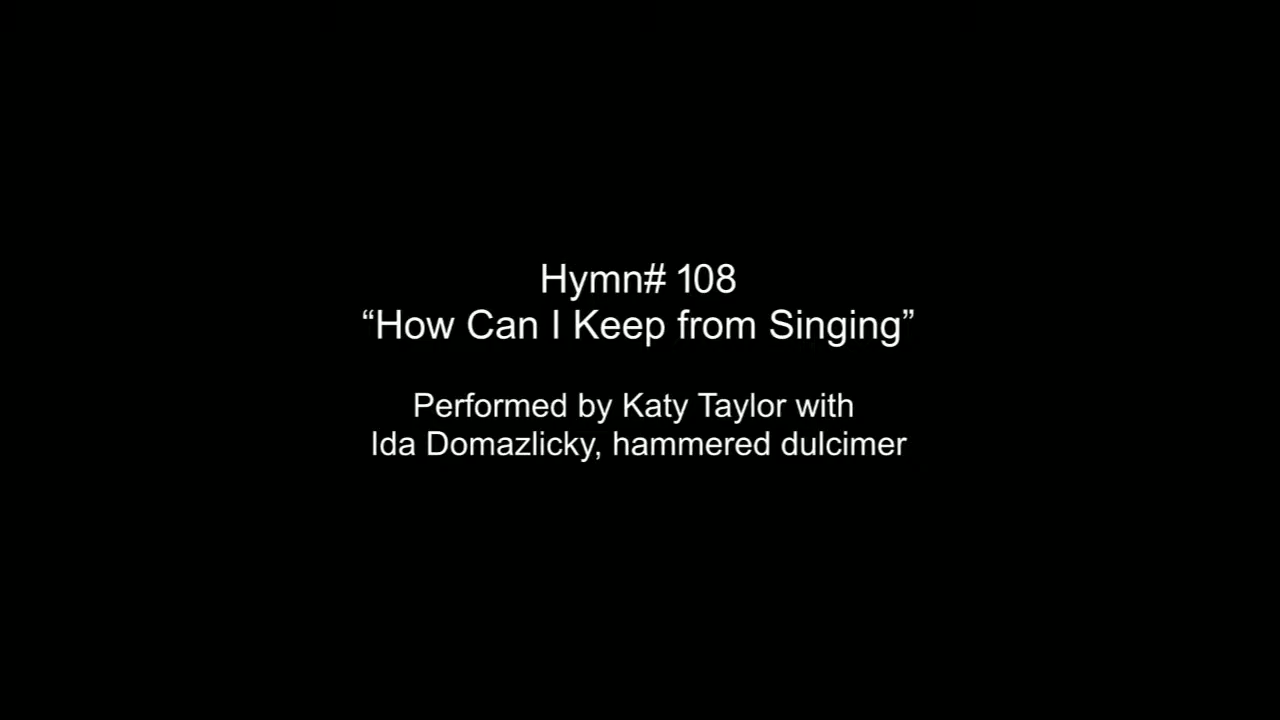 Hymn# 108
“How Can I Keep from Singing”
Performed by Katy Taylor with
Ida Domazlicky, hammered dulcimer